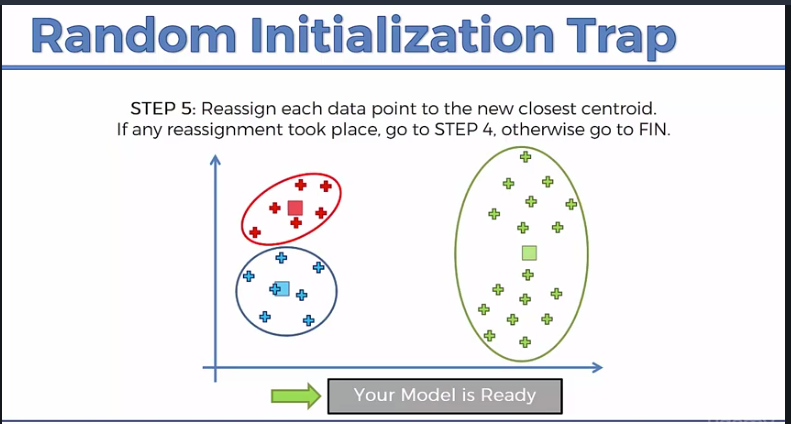 Random Initialization Trap
STEP 5: Reassign each data point to the new closest centroid.
If any reassignment took place, go to STEP 4, otherwise go to FIN.
Your Model is Ready